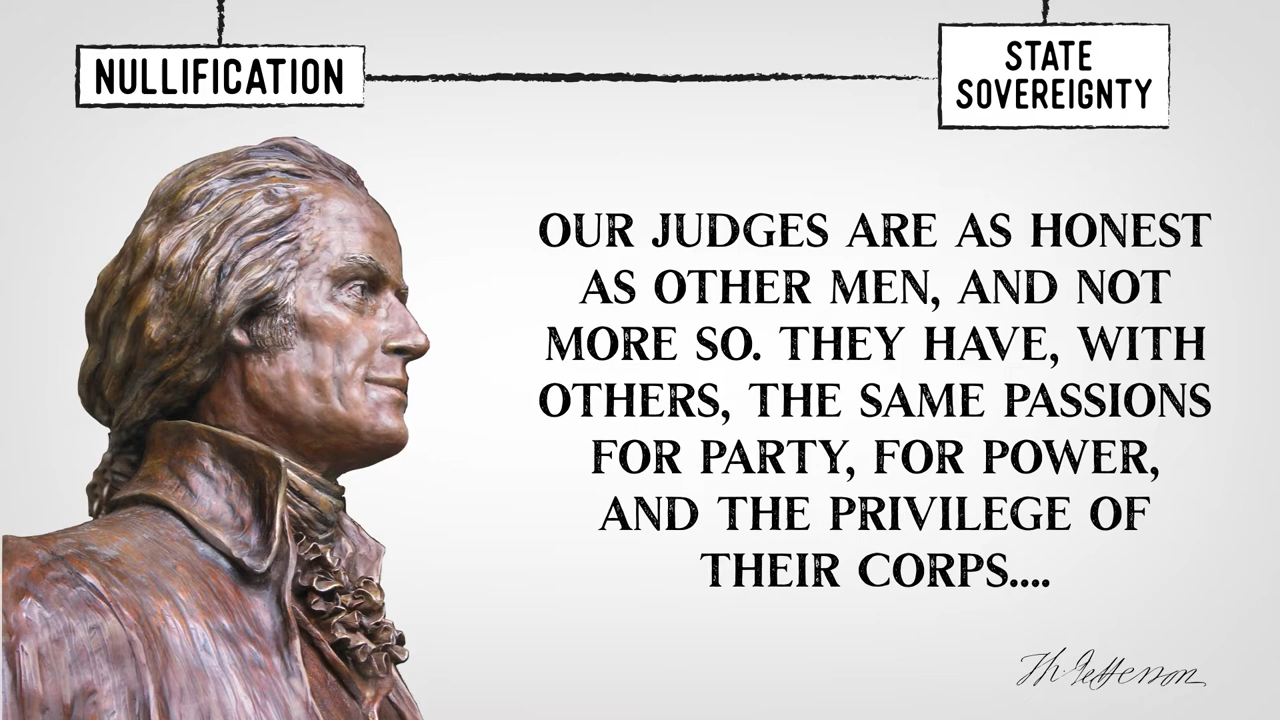 NULLIFICATION
STATE
SOVEREIGNTY
OUR JUDGES ARE AS HONEST
AS OTHER MEN, AND NOT
MORE SO. THEY HAVE, WITH
OTHERS, THE SAME PASSIONS
FOR PARTY, FOR POWER,
AND THE PRIVILEGE OF
THEIR CORPS....
Th. Jefferson